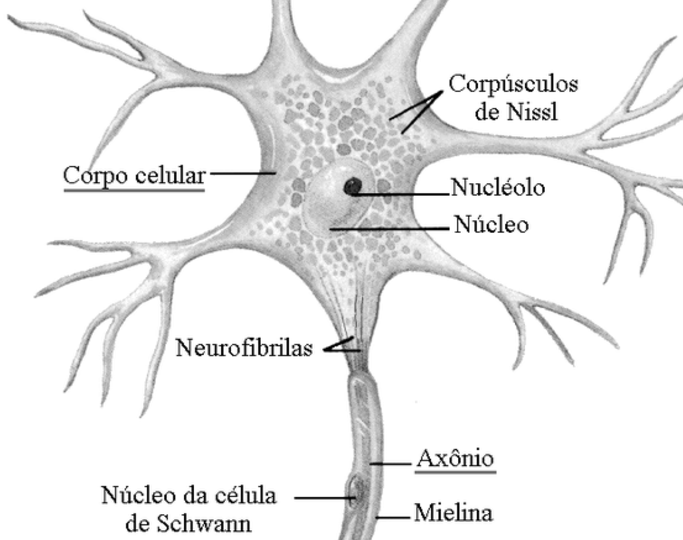 Corpúsculos
de Nissl
Corpo celular
Nucléolo
Núcleo
Neurofibrilas
Axônio
Núcleo da célula
de Schwann
Mielina